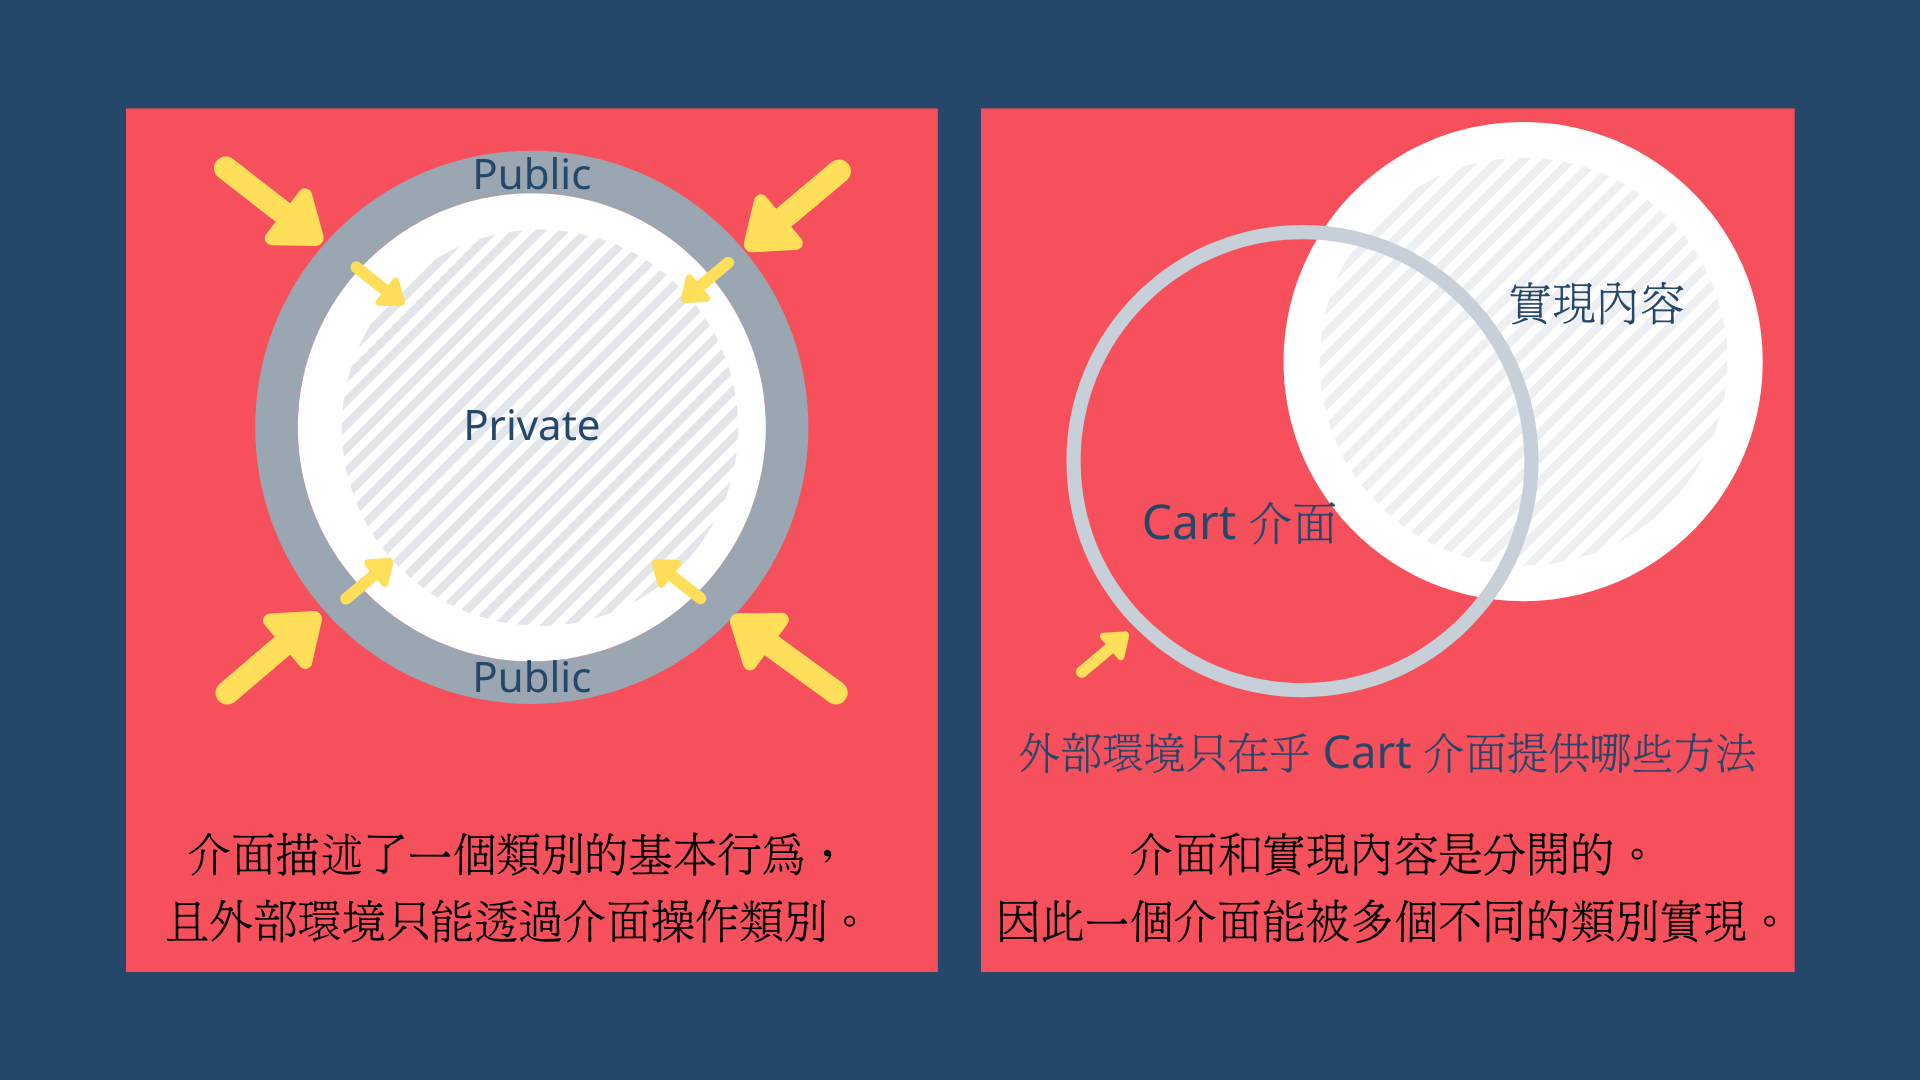 Public
Private
Public
介面描述了一個類別的基本行爲，
且外部環境只能透過介面操作類別。
實現內容
Cart 介面
外部環境只在乎 Cart 介面提供哪些方法
介面和實現內容是分開的。
因此一個介面能被多個不同的類別實現。